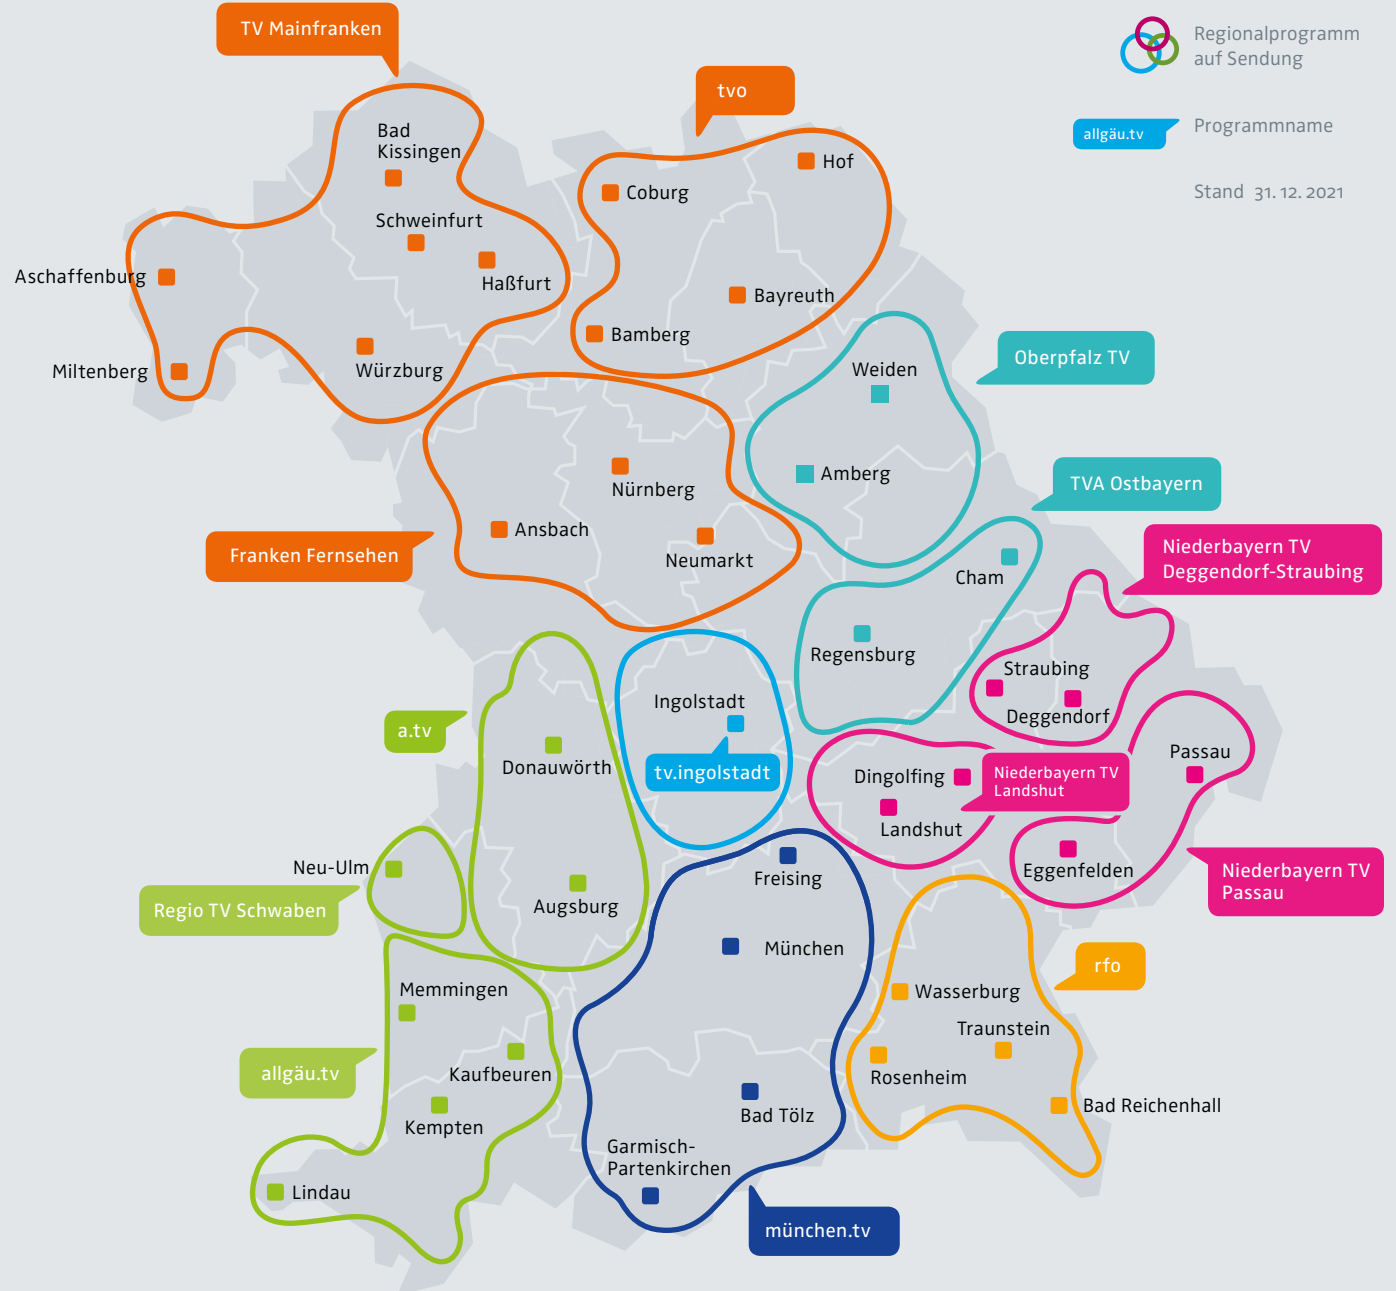 TV Mainfranken
tvo
Regionalprogramm
auf Sendung
allgäu.tv
Programmname
Stand 31. 12. 2021
Bad
Kissingen
Hof
Coburg
Schweinfurt
Haßfurt
Aschaffenburg
Bayreuth
Bamberg
Miltenberg
Würzburg
Weiden
Oberpfalz TV
Amberg
TVA Ostbayern
Nürnberg
Ansbach
Neumarkt
Franken Fernsehen
Cham
Niederbayern TV
Deggendorf-Straubing
Regensburg
Straubing
Deggendorf
Ingolstadt
tv.ingolstadt
a.tv
Donauwörth
Passau
Dingolfing
Niederbayern TV
Landshut
Landshut
Neu-Ulm
Freising
Eggenfelden
Niederbayern TV
Passau
Regio TV Schwaben
Augsburg
München
rfo
Memmingen
Wasserburg
Traunstein
allgäu.tv
Kaufbeuren
Rosenheim
Kempten
Bad Tölz
Bad Reichenhall
Garmisch-
Partenkirchen
Lindau
münchen.tv